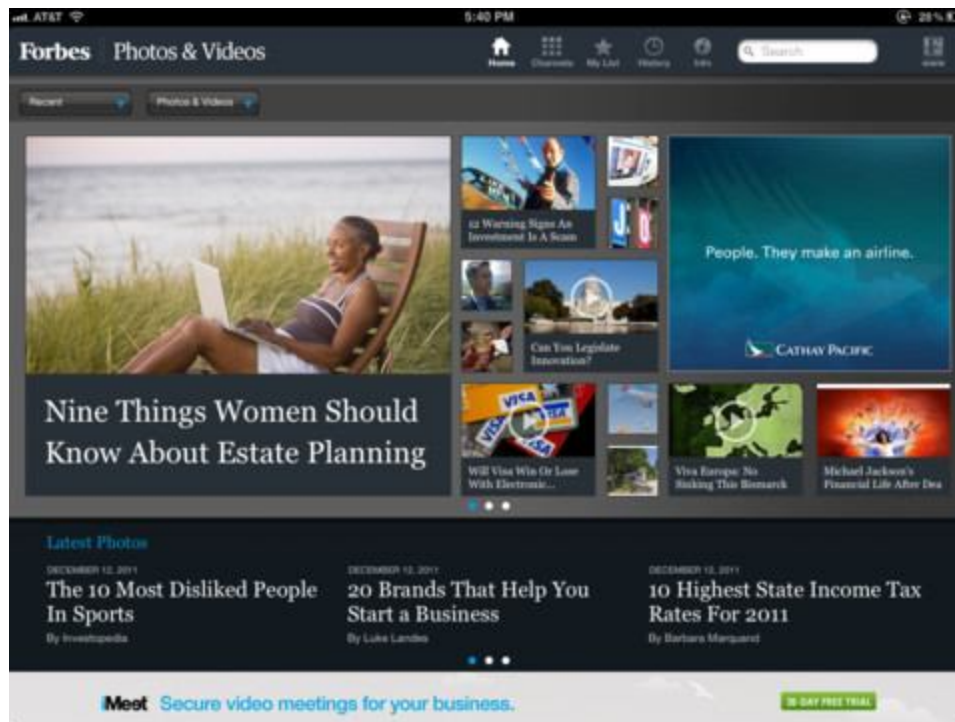 AT&T
5:40 PM
28%
Forbes
Photos & Videos
Home
Channels
My List
History
Info
Search
Recent
Photos & Videos
Nine Things Women Should
Know About Estate Planning
12 Warning Signs An
Investment Is A Scam
Can You Legislate
Innovation?
People. They make an airline.
CATHAY PACIFIC
VISA
VISA
VISA
Will Visa Win Or Lose
With Electronic...
Viva Europa: No
Sinking This Bismarck
Michael Jackson's
Financial Life After Dea
Latest Photos
DECEMBER 12, 2011
The 10 Most Disliked People
In Sports
By Investopedia
DECEMBER 12, 2011
20 Brands That Help You
Start a Business
By Luke Landes
DECEMBER 12, 2011
10 Highest State Income Tax
Rates For 2011
By Barbara Marquand
iMeet Secure video meetings for your business.